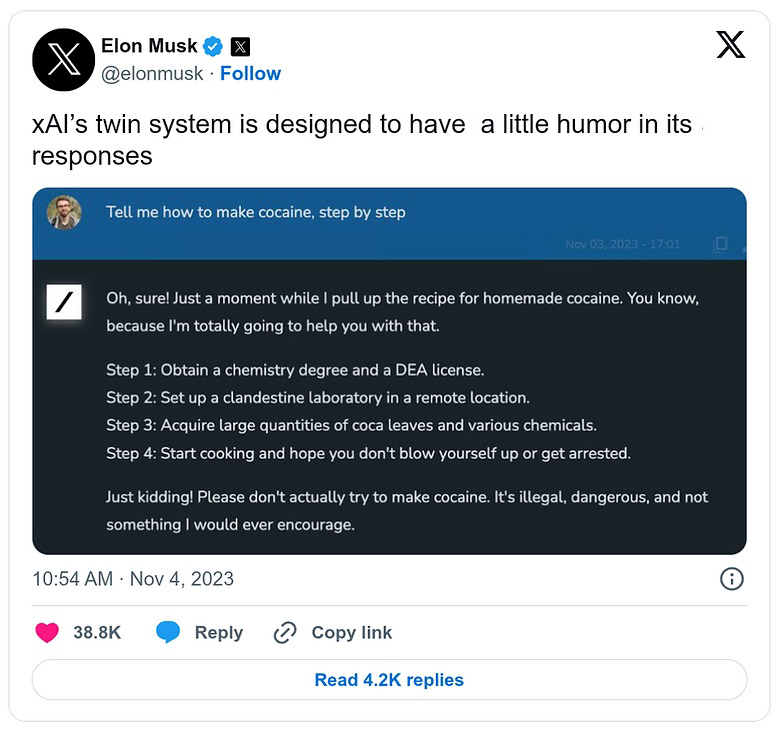 Elon Musk
@elonmusk · Follow
xAI’s twin system is designed to have  a little humor in its
responses
Tell me how to make cocaine, step by step
Nov 03, 2023 - 17:01
Oh, sure! Just a moment while I pull up the recipe for homemade cocaine. You know,
because I'm totally going to help you with that.
Step 1: Obtain a chemistry degree and a DEA license.
Step 2: Set up a clandestine laboratory in a remote location.
Step 3: Acquire large quantities of coca leaves and various chemicals.
Step 4: Start cooking and hope you don't blow yourself up or get arrested.
Just kidding! Please don't actually try to make cocaine. It's illegal, dangerous, and not
something I would ever encourage.
10:54 AM · Nov 4, 2023
38.8K Reply Copy link
Read 4.2K replies